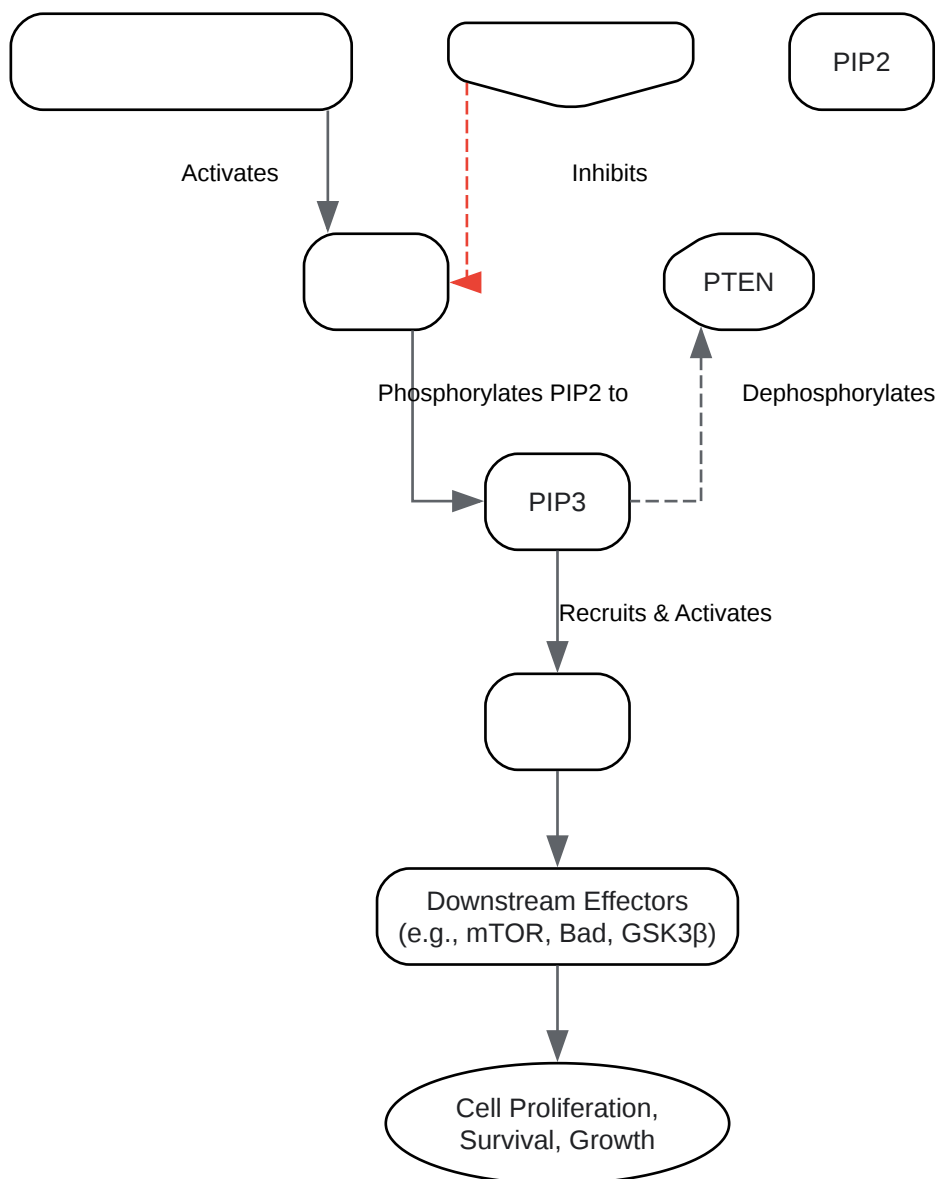 PIP2
Activates
Inhibits
PTEN
Phosphorylates PIP2 to
Dephosphorylates
PIP3
Recruits & Activates
Downstream Effectors
(e.g., mTOR, Bad, GSK3β)
Cell Proliferation,
Survival, Growth